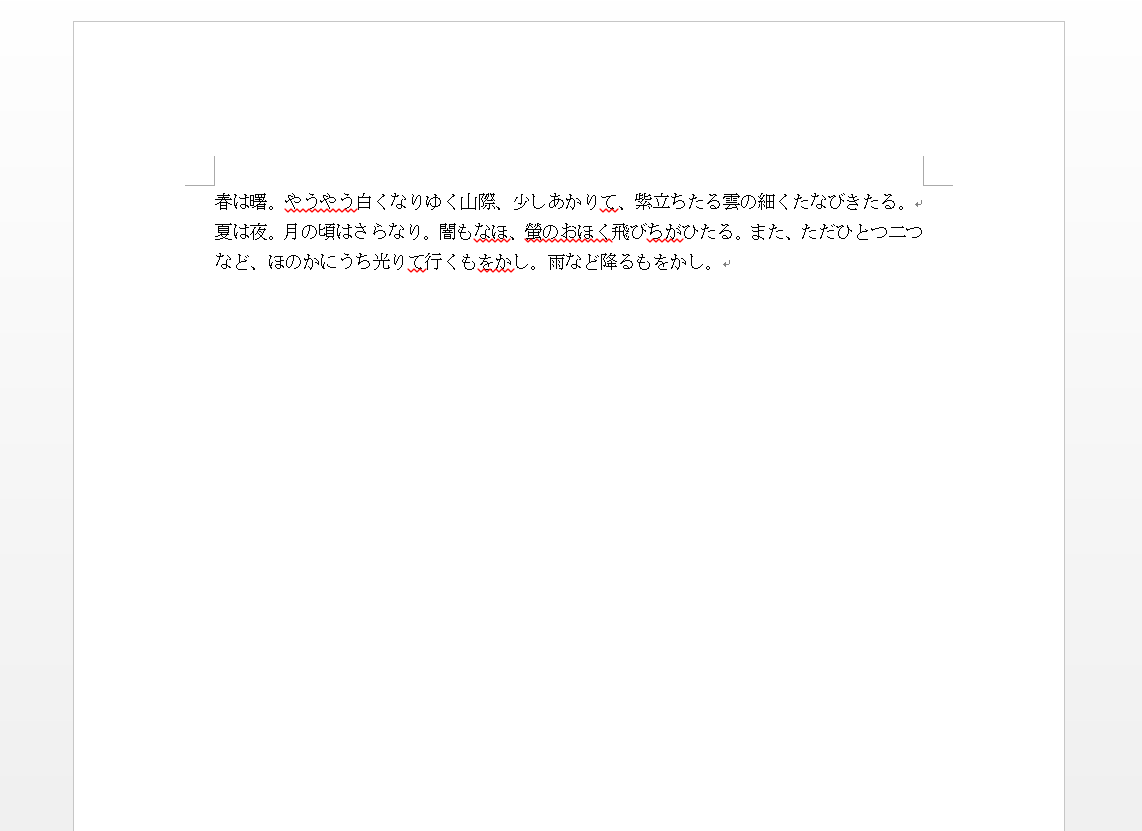 春は曙。やうやう白くなりゆく山際、少しあかりて、紫立ちたる雲の細くたなびきたる。
夏は夜。月の頃はさらなり。闇もなほ、螢のおほく飛びちがひたる。また、ただひとつ二つ
など、ほのかにうち光りて行くもをかし。雨など降るもをかし。